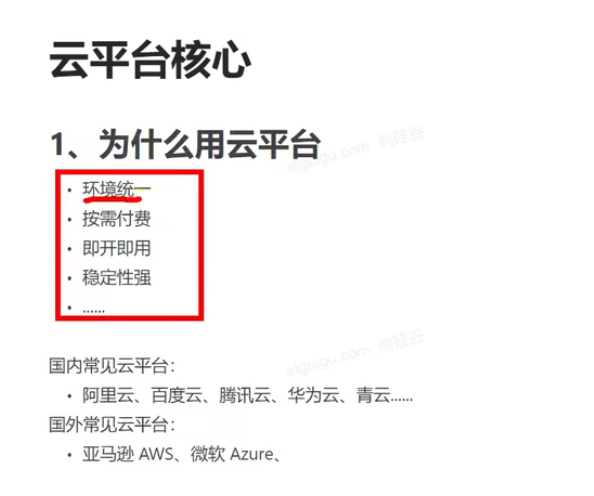 云平台核心
1、为什么用云平台
atguigu.com 尚硅谷
• 环境统一
• 按需付费
• 即开即用
• 稳定性强
• ......
atguigu.com 尚硅谷
国内常见云平台：
• 阿里云、百度云、腾讯云、华为云、青云......
国外常见云平台：
• 亚马逊 AWS、微软 Azure、